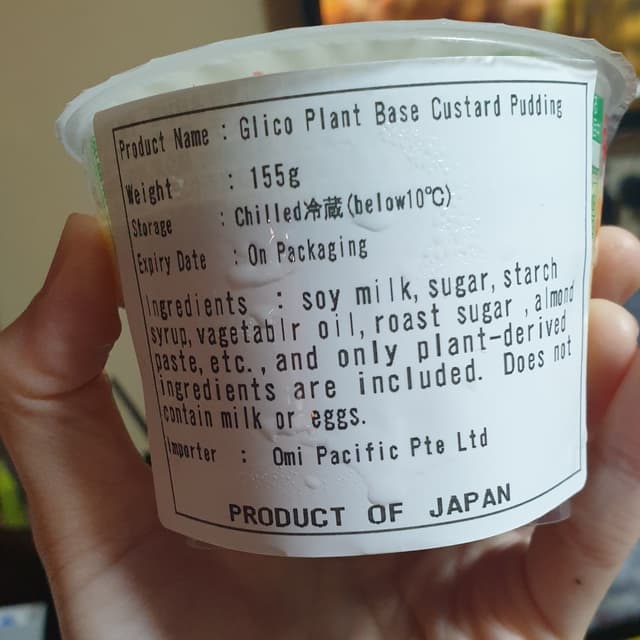 Product Name : Glico Plant Base Custard Pudding
Weight : 155g
Storage : Chilled冷蔵(below10℃)
Expiry Date : On Packaging
Ingredients : soy milk, sugar, starch
syrup, vagetablr oil, roast sugar , almond
paste, etc., and only plant-derived
ingredients are included. Does not
contain milk or eggs.
Importer : Omi Pacific Pte Ltd
PRODUCT OF JAPAN